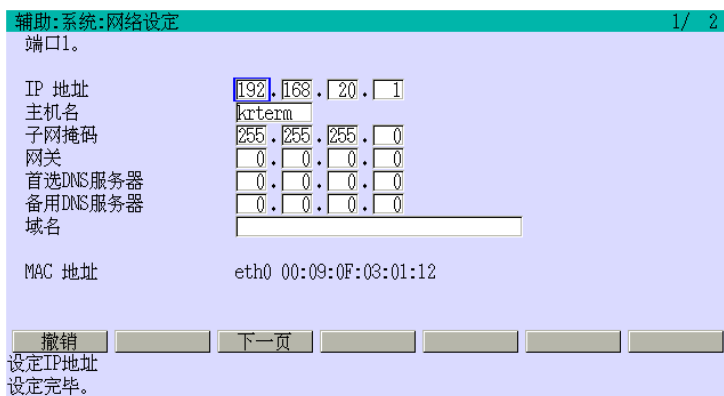 辅助:系统:网络设定 1/ 2
端口1。
IP 地址 192.168. 20. 1
主机名 krterm
子网掩码 255.255.255. 0
网关 0. 0. 0. 0
首选DNS服务器 0. 0. 0. 0
备用DNS服务器 0. 0. 0. 0
域名
MAC 地址 eth0 00:09:0F:03:01:12
撤销 下一页
设定IP地址
设定完毕。